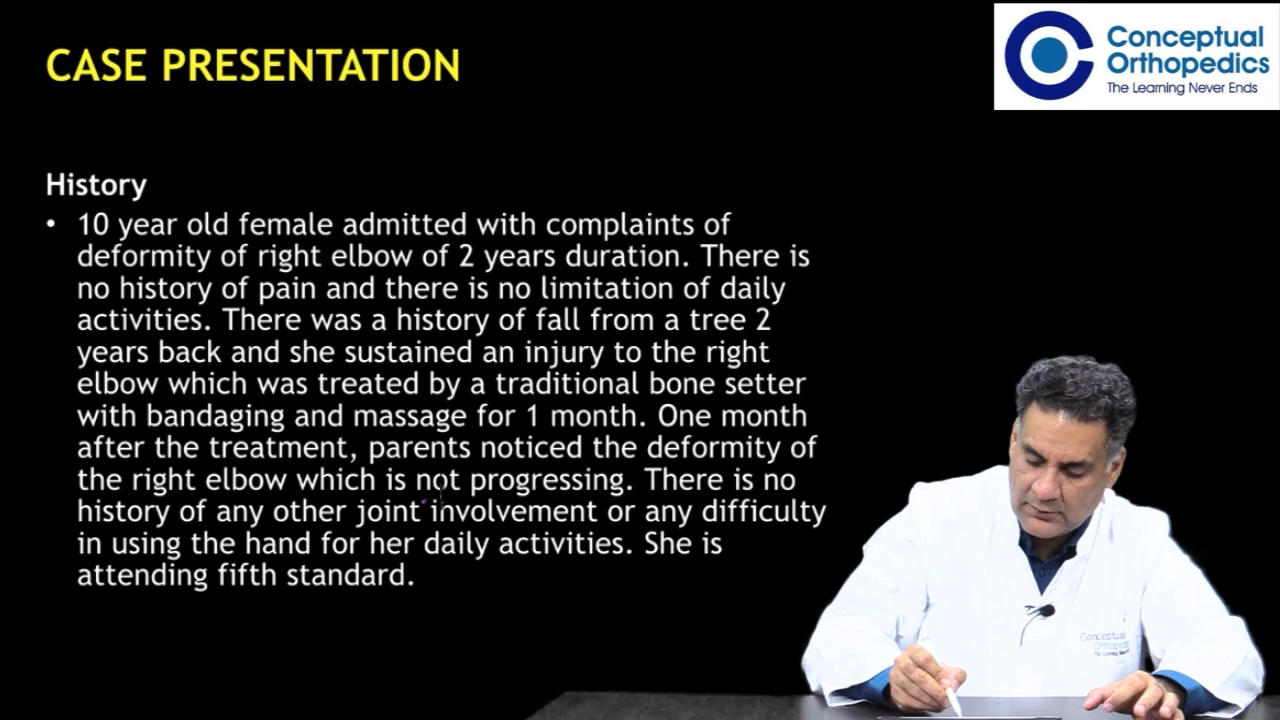 CASE PRESENTATION
Conceptual
Orthopedics
The Learning Never Ends
History
• 10 year old female admitted with complaints of
deformity of right elbow of 2 years duration. There is
no history of pain and there is no limitation of daily
activities. There was a history of fall from a tree 2
years back and she sustained an injury to the right
elbow which was treated by a traditional bone setter
with bandaging and massage for 1 month. One month
after the treatment, parents noticed the deformity of
the right elbow which is not progressing. There is no
history of any other joint involvement or any difficulty
in using the hand for her daily activities. She is
attending fifth standard.
Conceptual
Orthopedics
The Learning